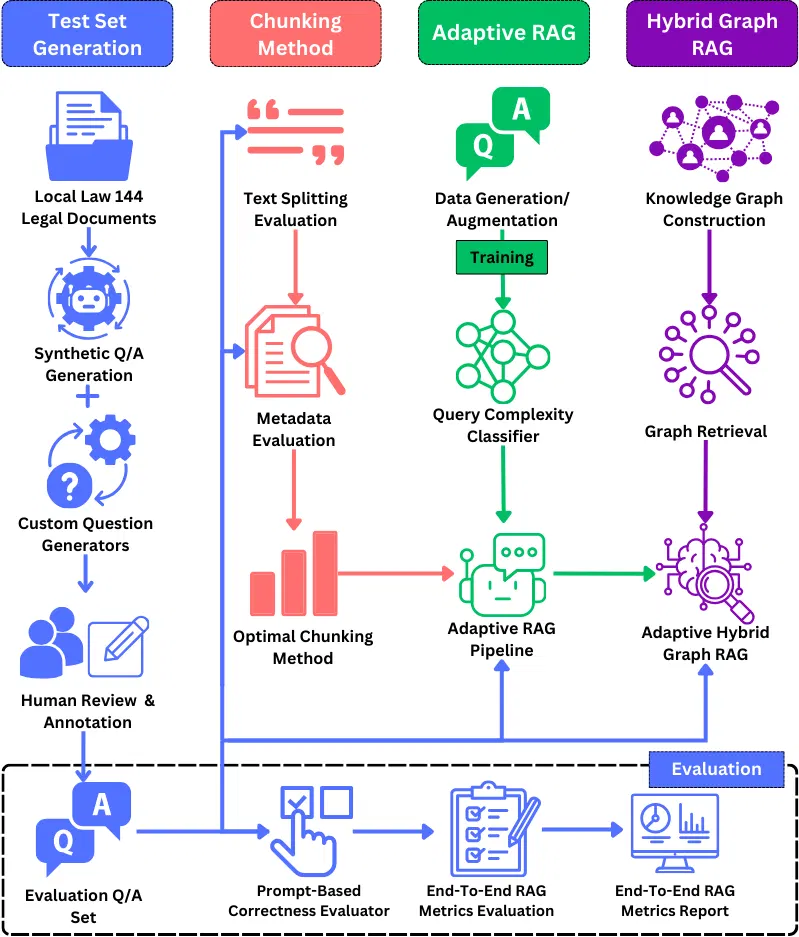 Test Set
Generation
Chunking
Method
Adaptive RAG
Hybrid Graph
RAG
Local Law 144
Legal Documents
Text Splitting
Evaluation
A
Q
Data Generation/
Augmentation
Knowledge Graph
Construction
Training
Synthetic Q/A
Generation
+
Metadata
Evaluation
Query Complexity
Classifier
Graph Retrieval
?
Custom Question
Generators
Optimal Chunking
Method
Adaptive RAG
Pipeline
Adaptive Hybrid
Graph RAG
Human Review &
Annotation
Evaluation
A
Q
Evaluation Q/A
Set
Prompt-Based
Correctness Evaluator
End-To-End RAG
Metrics Evaluation
End-To-End RAG
Metrics Report